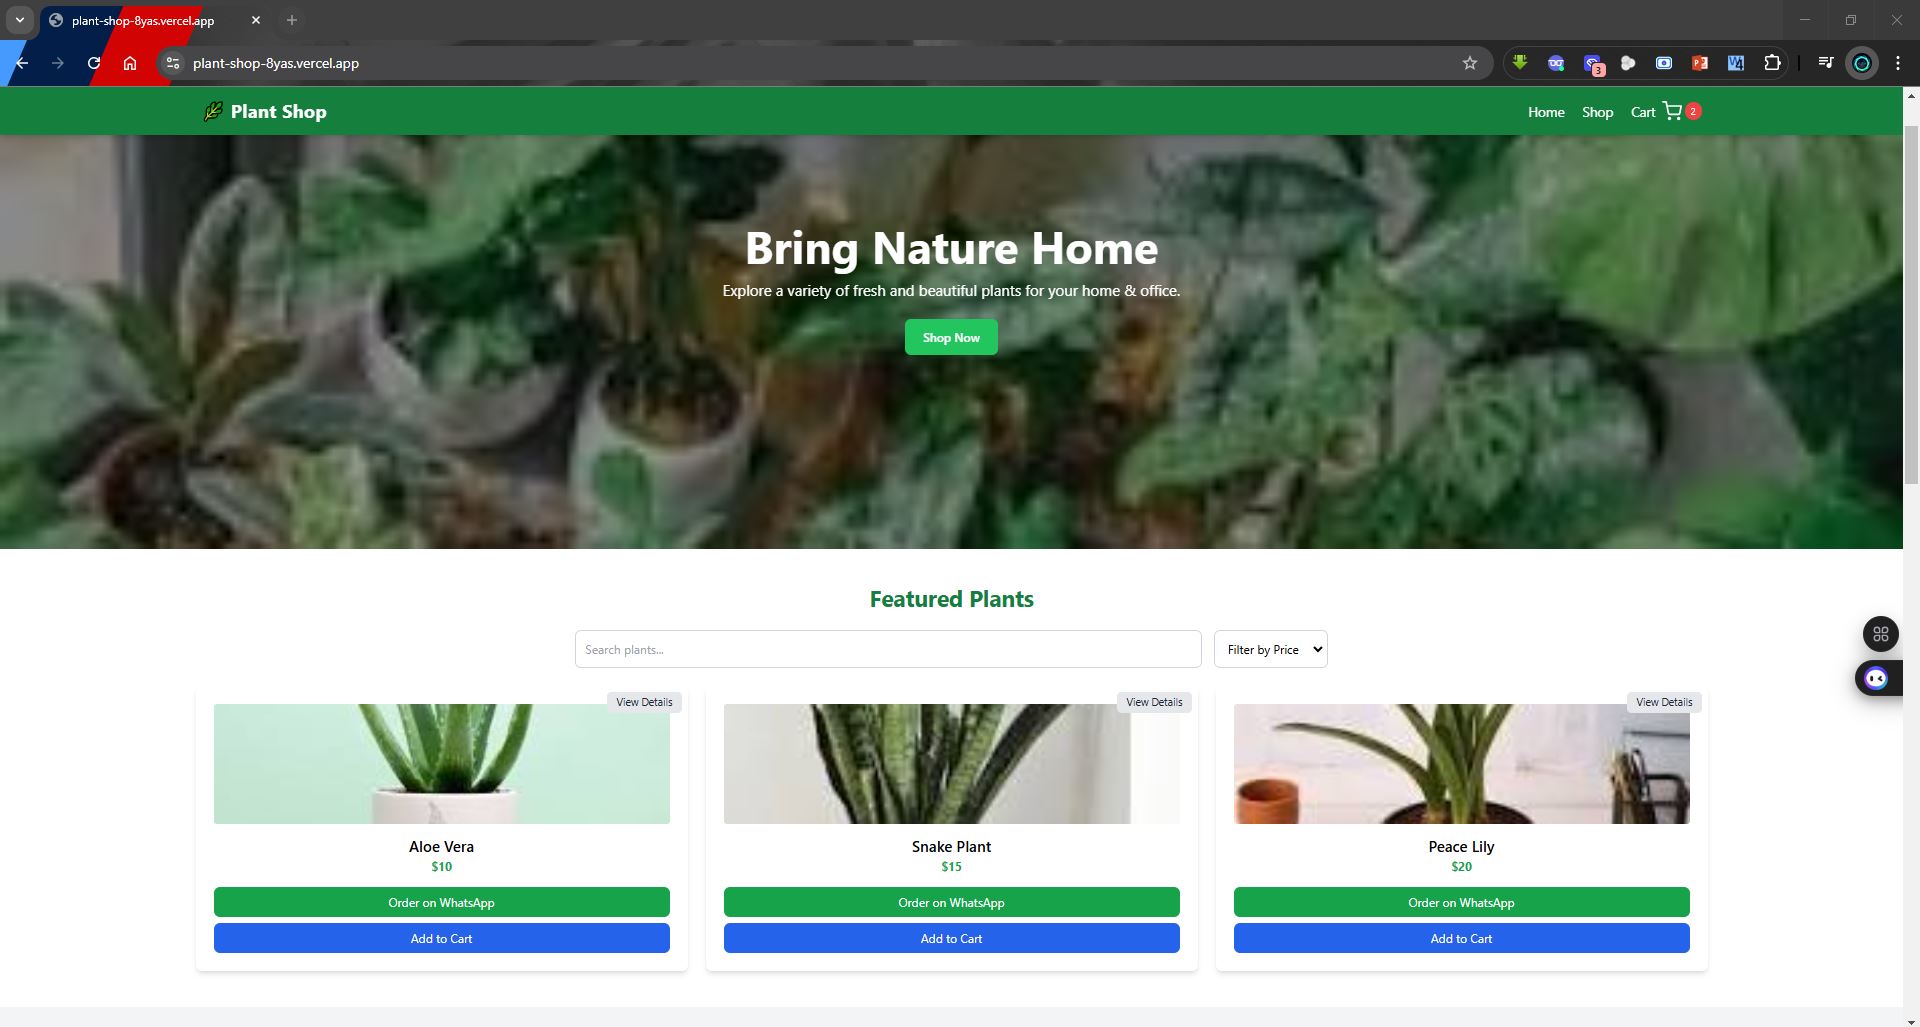 plant-shop-8yas.vercel.app
plant-shop-8yas.vercel.app
3
Plant Shop
Home Shop Cart 2
Bring Nature Home
Explore a variety of fresh and beautiful plants for your home & office.
Shop Now
Featured Plants
Search plants...
Filter by Price
View Details
View Details
View Details
Aloe Vera
$10
Order on WhatsApp
Add to Cart
Snake Plant
$15
Order on WhatsApp
Add to Cart
Peace Lily
$20
Order on WhatsApp
Add to Cart